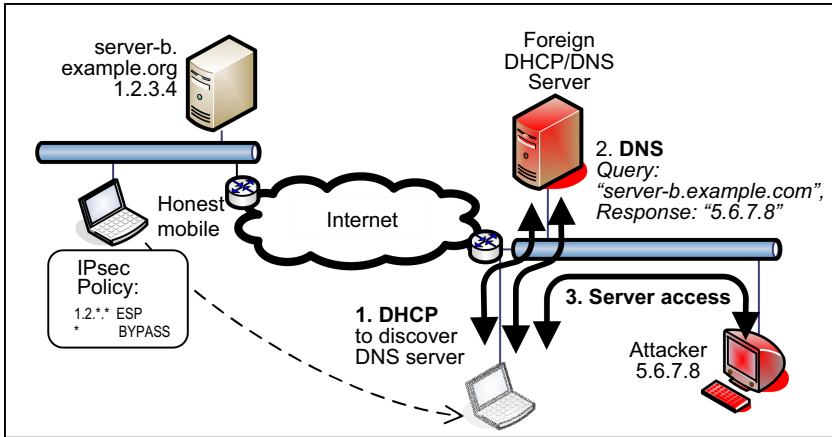 server-b.
example.org
1.2.3.4
Foreign
DHCP/DNS
Server
2. DNS
Query:
“server-b.example.com”,
Response: “5.6.7.8”
Honest
mobile
Internet
IPsec
Policy:
1.2.*.* ESP
* BYPASS
1. DHCP
to discover
DNS server
3. Server access
Attacker
5.6.7.8